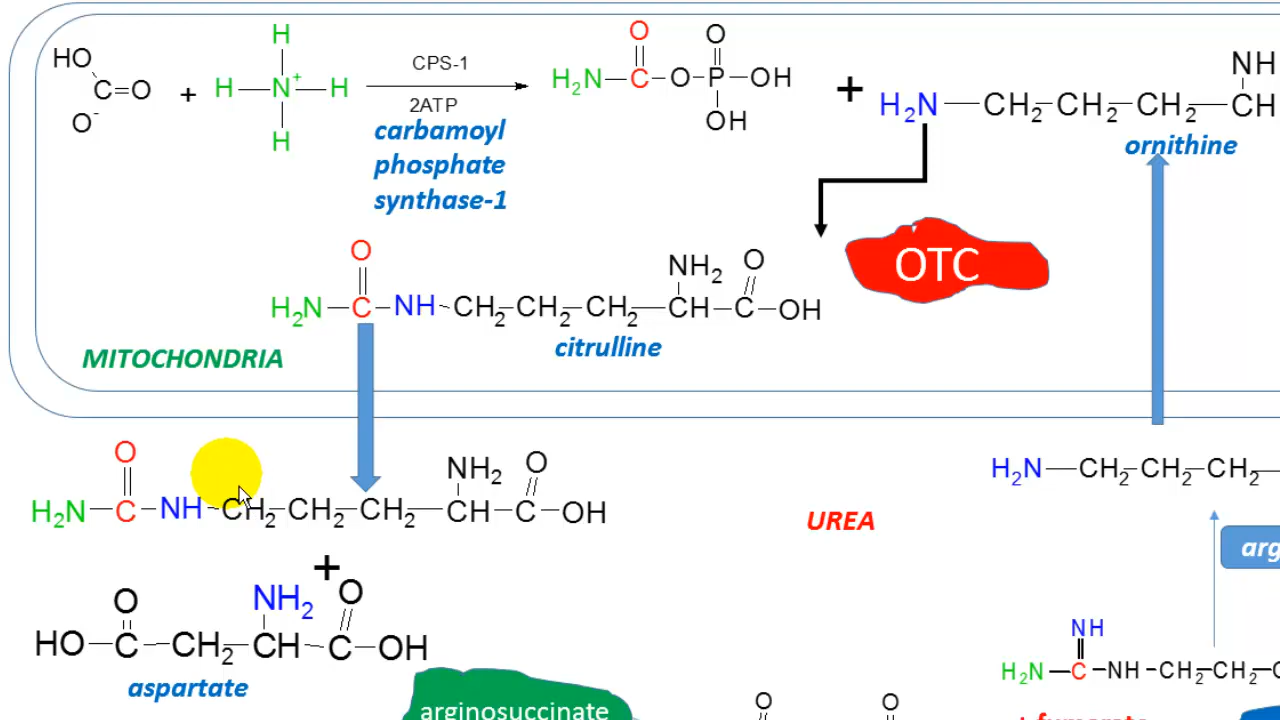 HO
C=O
O-
+
H
H—N+—H
H
CPS-1
2ATP
carbamoyl
phosphate
synthase-1
O O
H2N—C—O—P—OH
OH
+
NH
H2N—CH2—CH2—CH2—CH
ornithine
OTC
O NH2 O
H2N—C—NH-CH2—CH2—CH2—CH—C—OH
citrulline
MITOCHONDRIA
O NH2 O
H2N—C—NH-CH2—CH2—CH2—CH—C—OH
+
H2N—CH2—CH2—CH2—
UREA
arg
O NH2 O
HO—C—CH2—CH—C—OH
aspartate
NH
H2N—C—NH-CH2—CH2—C
arginosuccinate
O O
+ fumarate